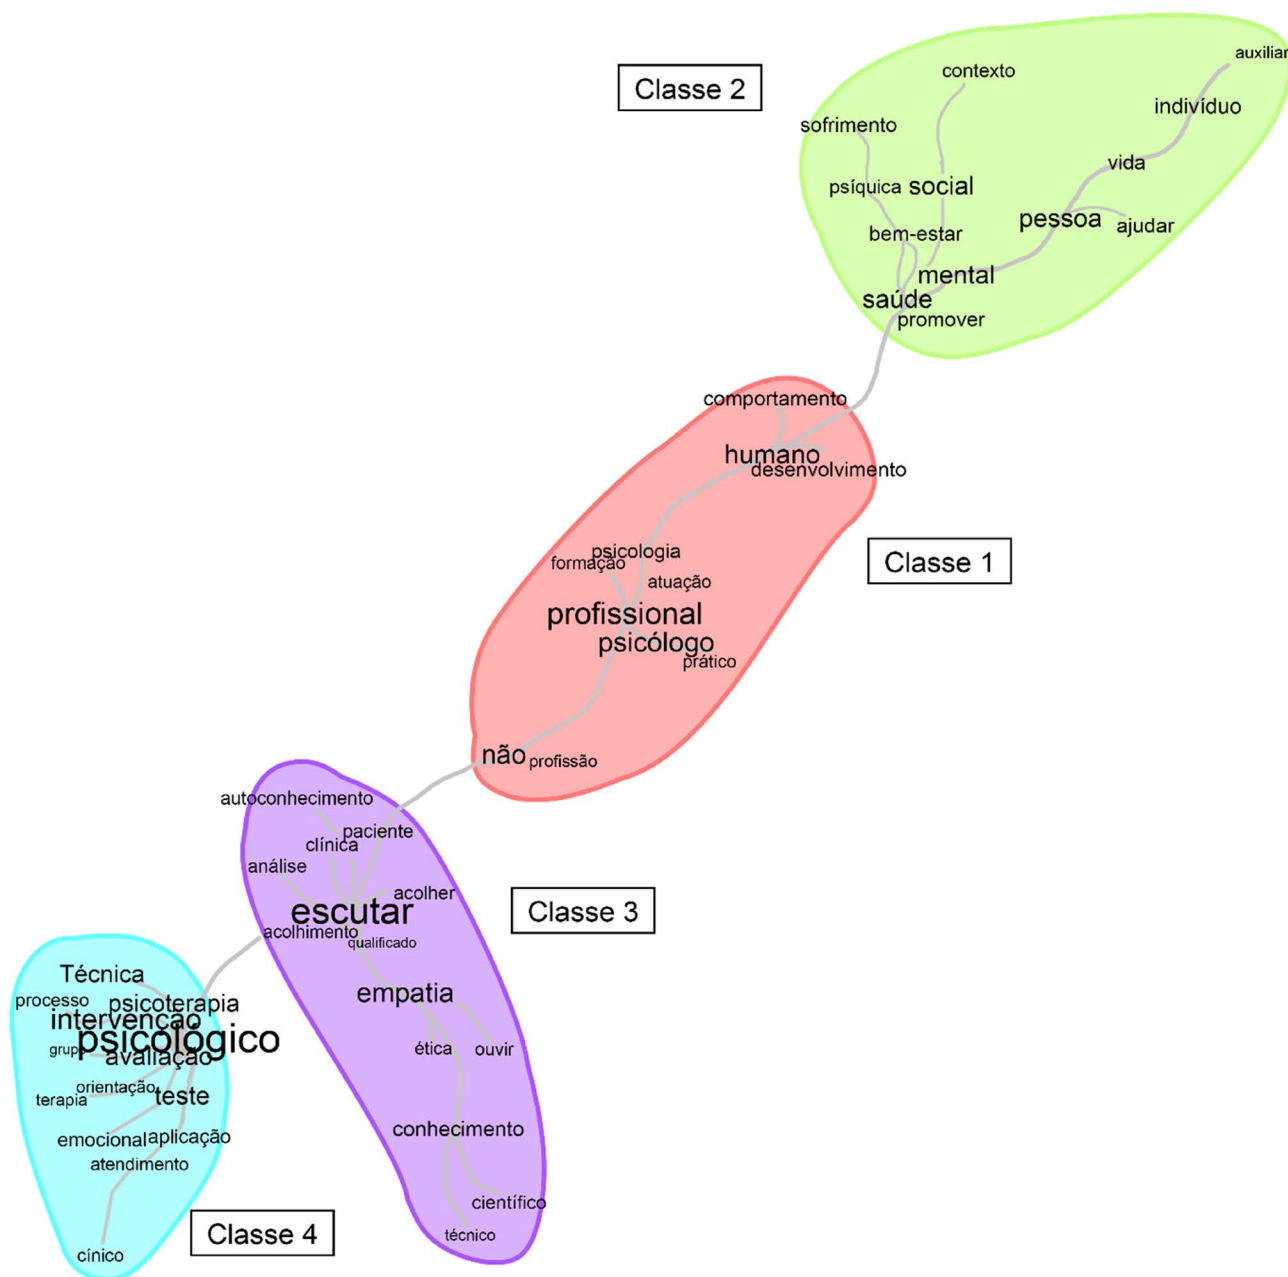 Classe 2
contexto
auxiliar
indivíduo
sofrimento
vida
psíquica
social
pessoa
ajudar
bem-estar
mental
saúde
promover
comportamento
humano
desenvolvimento
Classe 1
psicologia
formação
atuação
profissional
psicólogo
prático
não
profissão
autoconhecimento
paciente
clínica
análise
acolher
Classe 3
escutar
acolhimento
qualificado
empatia
ética
ouvir
conhecimento
científico
técnico
Técnica
processo
psicoterapia
intervenção
psicológico
grupo
avaliação
orientação
terapia
teste
emocional
aplicação
atendimento
Classe 4
cínico